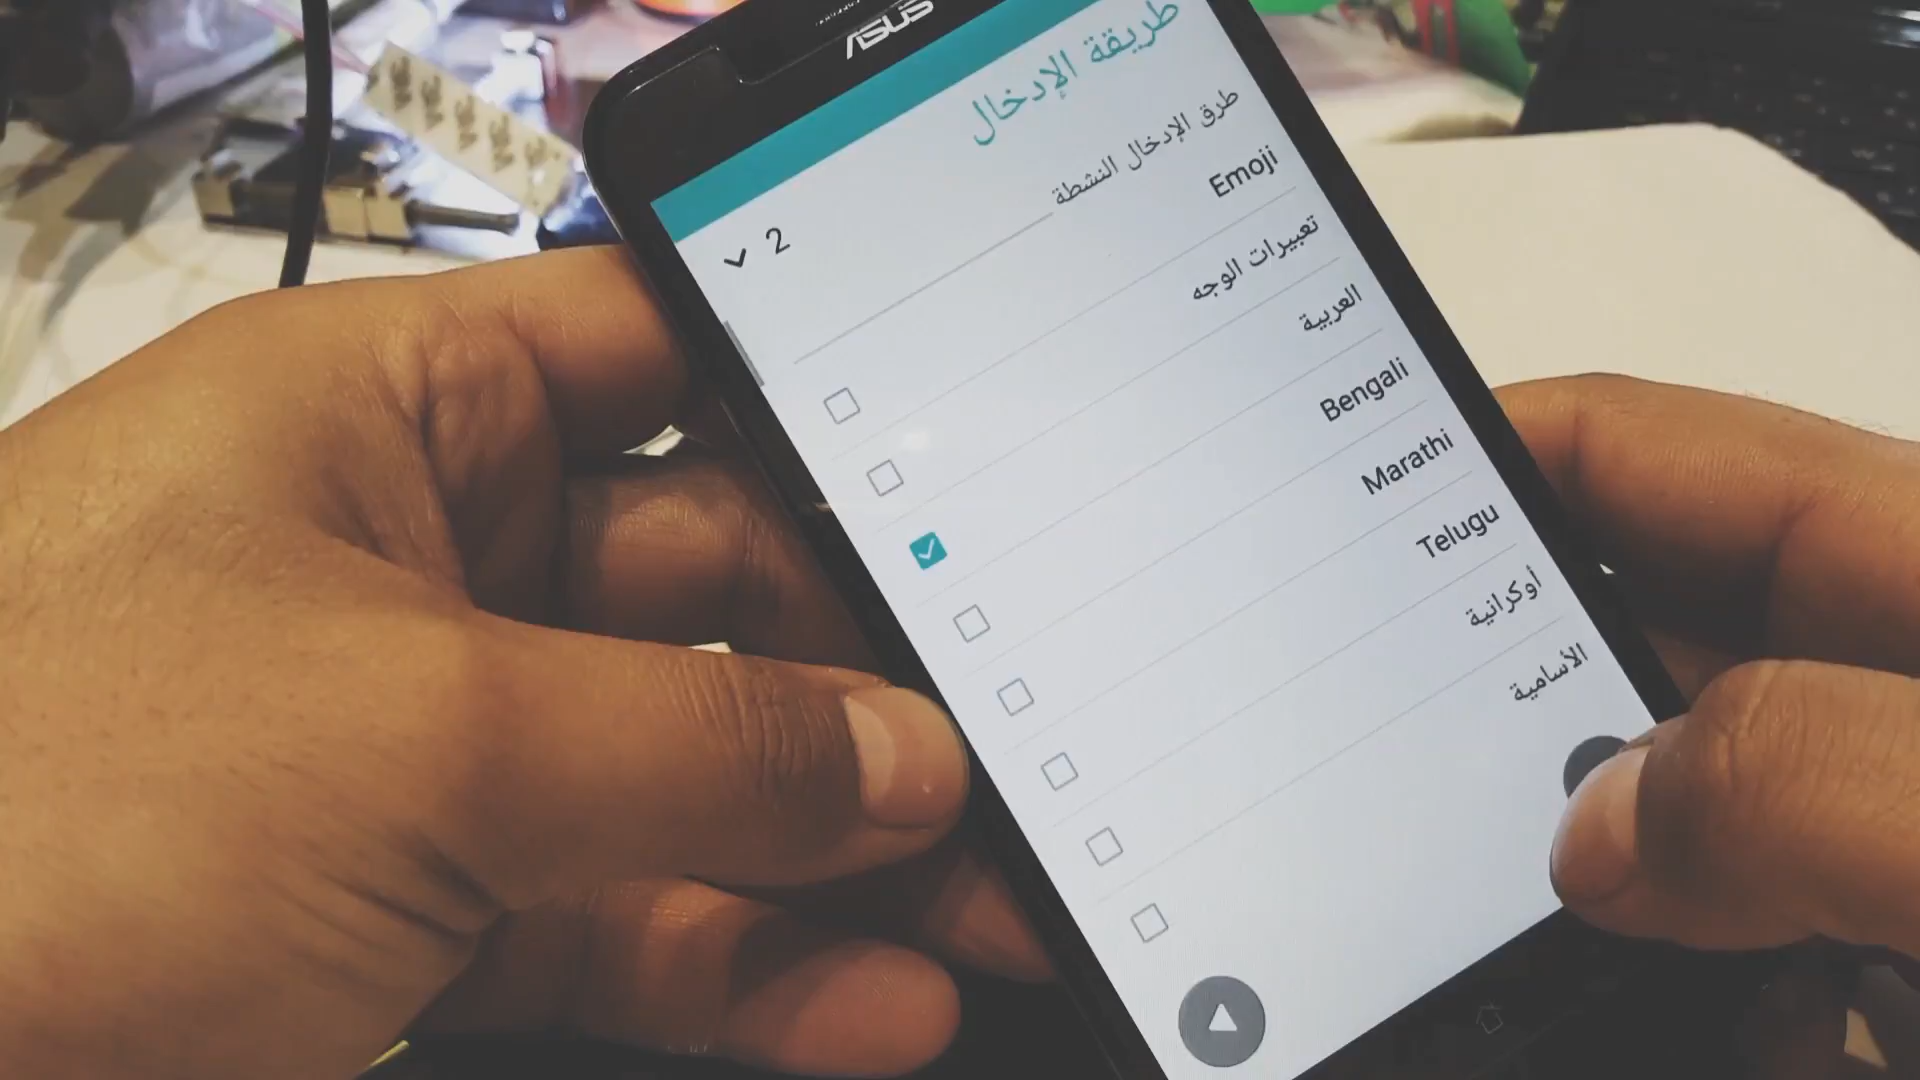 ASUS
طريقة الإدخال
طرق الإدخال النشطة
2
Emoji
تعبيرات الوجه
العربية
Bengali
Marathi
Telugu
أوكرانية
الأسامية